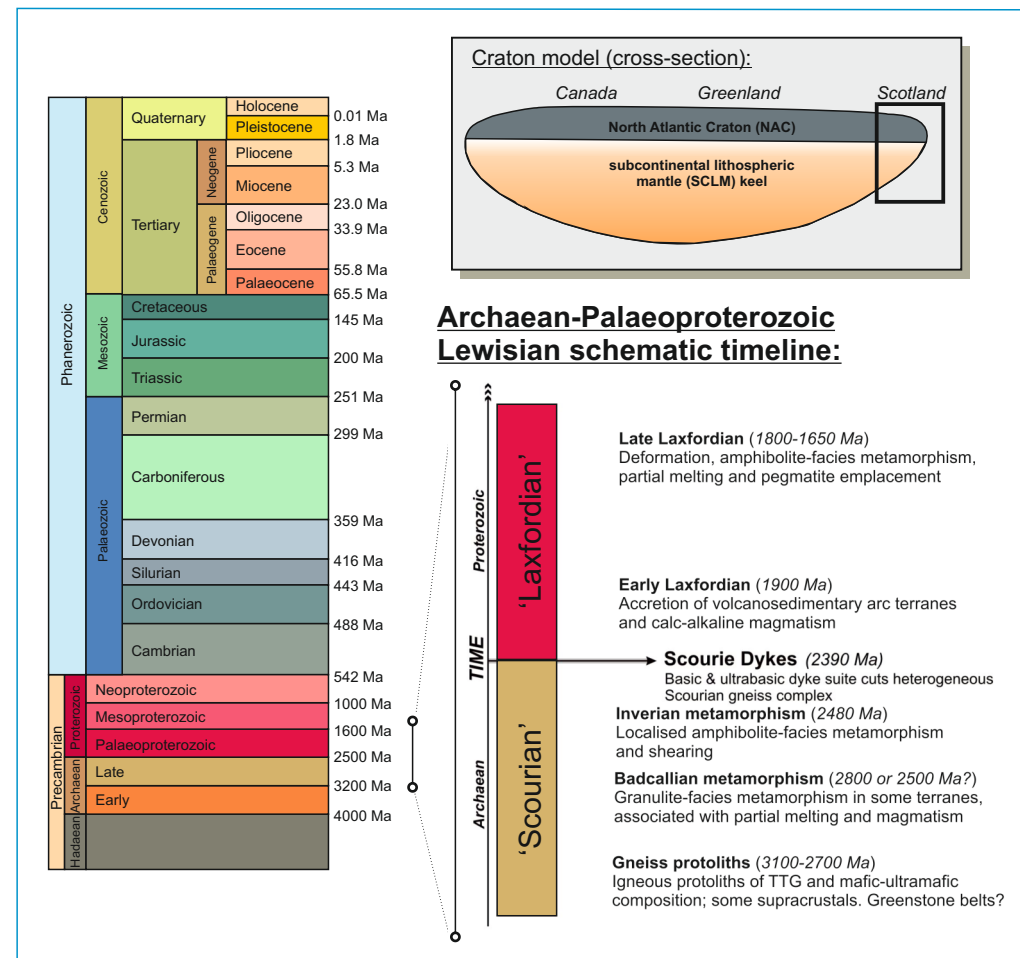 Craton model (cross-section):
Canada Greenland Scotland
North Atlantic Craton (NAC)
subcontinental lithospheric
mantle (SCLM) keel
Phanerozoic
Precambrian
Cenozoic
Mesozoic
Palaeozoic
Proterozoic
Archaean
Hadaean
Quaternary
Tertiary
Neogene
Palaeogene
Holocene
0.01 Ma
Pleistocene
1.8 Ma
Pliocene
5.3 Ma
Miocene
23.0 Ma
Oligocene
33.9 Ma
Eocene
55.8 Ma
Palaeocene
65.5 Ma
Cretaceous
145 Ma
Jurassic
200 Ma
Triassic
251 Ma
Permian
299 Ma
Carboniferous
359 Ma
Devonian
416 Ma
Silurian
443 Ma
Ordovician
488 Ma
Cambrian
542 Ma
Neoproterozoic
1000 Ma
Mesoproterozoic
1600 Ma
Palaeoproterozoic
2500 Ma
Late
3200 Ma
Early
4000 Ma
Archaean-Palaeoproterozoic
Lewisian schematic timeline:
Proterozoic
TIME
Archaean
‘Laxfordian’
‘Scourian’
Late Laxfordian (1800-1650 Ma)
Deformation, amphibolite-facies metamorphism,
partial melting and pegmatite emplacement
Early Laxfordian (1900 Ma)
Accretion of volcanosedimentary arc terranes
and calc-alkaline magmatism
Scourie Dykes (2390 Ma)
Basic & ultrabasic dyke suite cuts heterogeneous
Scourian gneiss complex
Inverian metamorphism (2480 Ma)
Localised amphibolite-facies metamorphism
and shearing
Badcallian metamorphism (2800 or 2500 Ma?)
Granulite-facies metamorphism in some terranes,
associated with partial melting and magmatism
Gneiss protoliths (3100-2700 Ma)
Igneous protoliths of TTG and mafic-ultramafic
composition; some supracrustals. Greenstone belts?